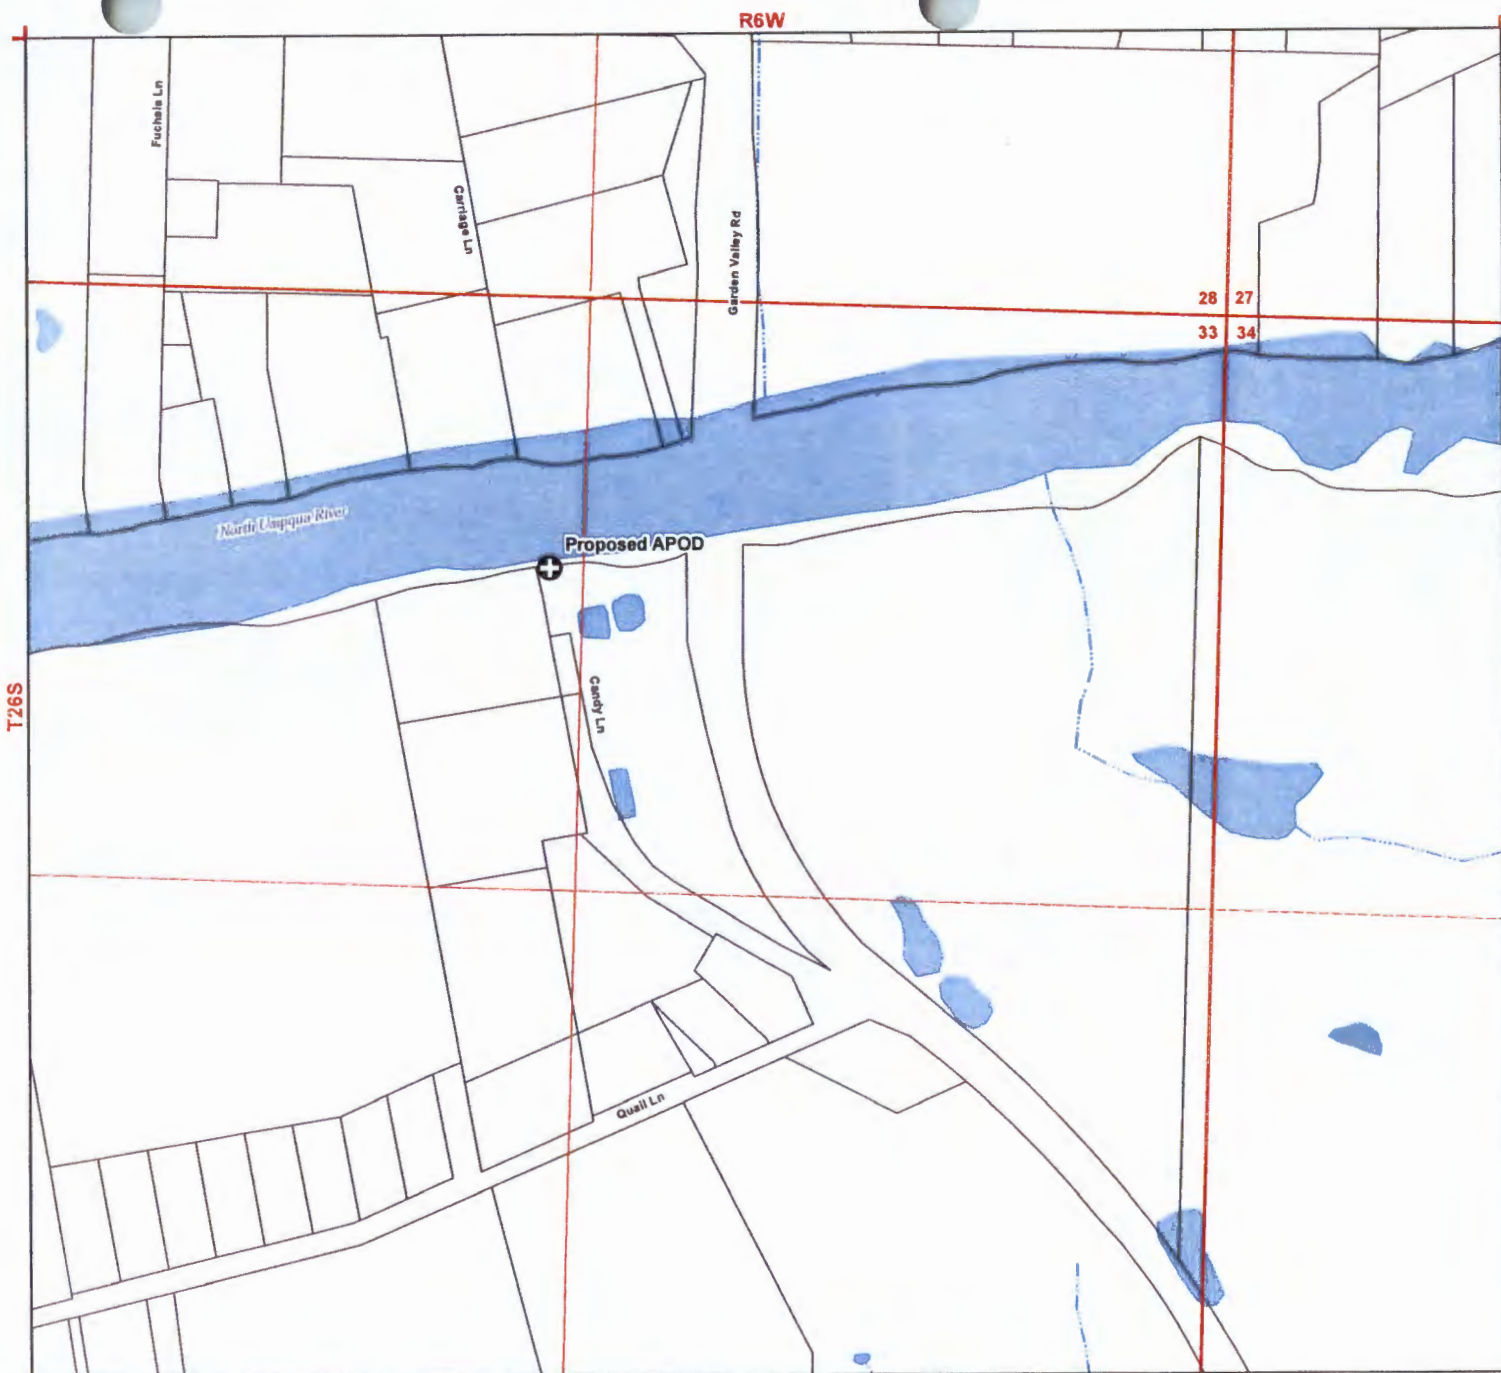 R6W
Fuchsia Ln
Carriage Ln
Garden Valley Rd
28 27
33 34
North Umpqua River
Proposed APOD
T26S
Candy Ln
Quail Ln